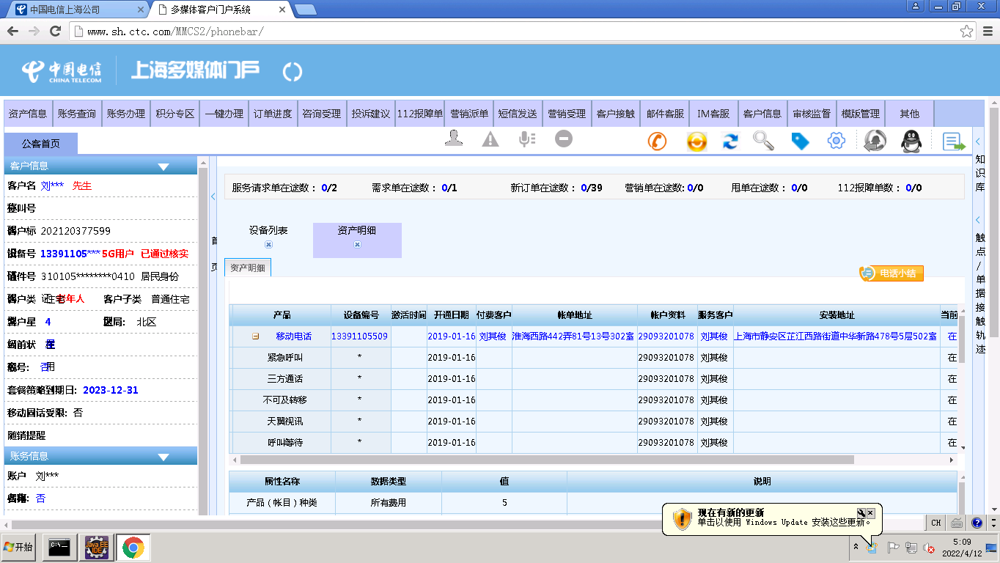 中国电信上海公司
多媒体客户门户系统
www.sh.ctc.com/MMCS2/phonebar/
中国电信
CHINA TELECOM
上海多媒体门户
资产信息 账务查询 账务办理 积分专区 一键办理 订单进度 咨询受理 投诉建议 112报障单 营销派单 短信发送 营销受理 客户接触 邮件客服 IM客服 客户信息 审核监督 模版管理 其他
公客首页
客户信息
客户名 刘*** 先生
客户标 202120377599
设备号 13391105*** 5G用户 已通过核实
证件号 310105********0410 居民身份
客户类 住宅 老年人 客户子类 普通住宅
客户星 4 区局: 北区
套餐策略到期日: 2023-12-31
移动回话受限: 否
随销提醒
账务信息
账户 刘***
否
首页
服务请求单在途数: 0/2 需求单在途数: 0/1 新订单在途数: 0/39 营销单在途数: 0/0 甩单在途数: 0/0 112报障单数: 0/0
设备列表
资产明细
资产明细
电话小结
产品 设备编号 激活时间 开通日期 付费客户 帐单地址 帐户资料 服务客户 安装地址 当前
移动电话 13391105509 2019-01-16 刘其俊 淮海西路442弄81号13号302室 29093201078 刘其俊 上海市静安区芷江西路街道中华新路478号5层502室 在
紧急呼叫 * 2019-01-16 29093201078 刘其俊 在
三方通话 * 2019-01-16 29093201078 刘其俊 在
不可及转移 * 2019-01-16 29093201078 刘其俊 在
天翼视讯 * 2019-01-16 29093201078 刘其俊 在
呼叫等待 * 2019-01-16 29093201078 刘其俊 在
属性名称 数据类型 值 说明
产品（帐目）种类 所有费用 5
知识库
触点/单据接触轨迹
现在有新的更新
单击以使用 Windows Update 安装这些更新。
CH
开始
C:\
Java EE
IDE
5:09
2022/4/12